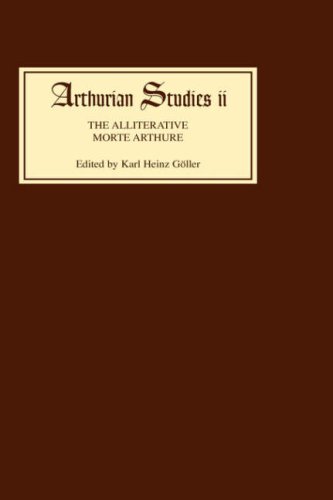 Arthurian Studies ii
THE ALLITERATIVE
MORTE ARTHURE
Edited by Karl Heinz Göller